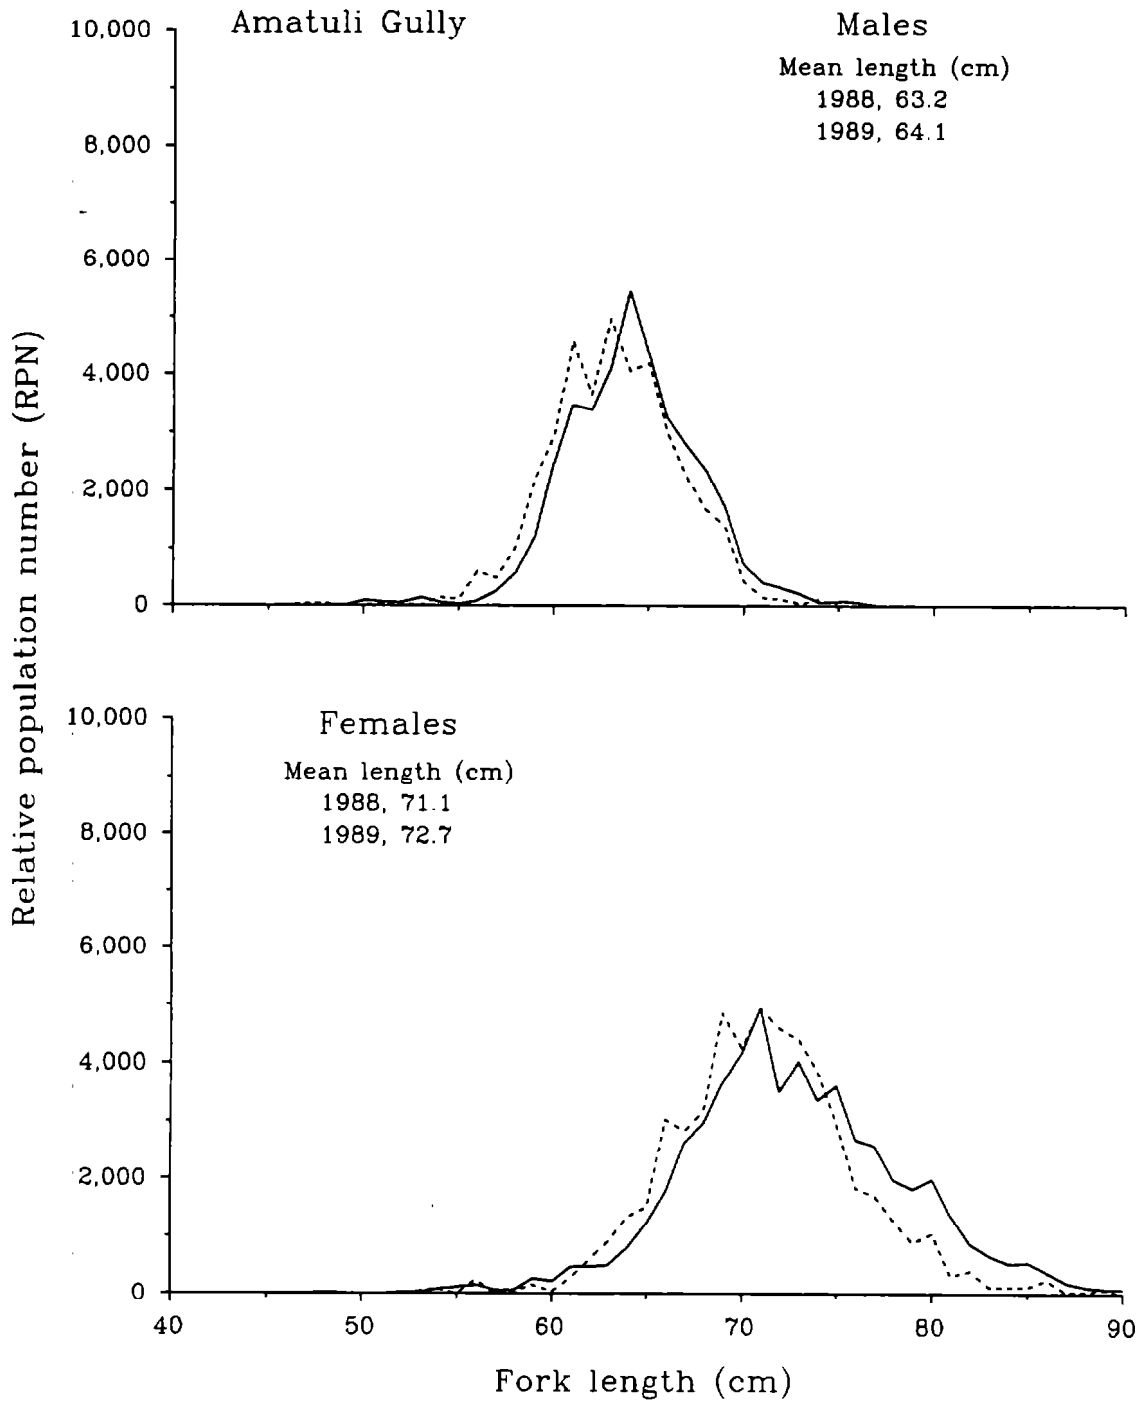 Amatuli Gully
Males
Mean length (cm)
1988, 63.2
1989, 64.1
10,000
8,000
6,000
4,000
2,000
0
Relative population number (RPN)
Females
Mean length (cm)
1988, 71.1
1989, 72.7
10,000
8,000
6,000
4,000
2,000
0
40 50 60 70 80 90
Fork length (cm)